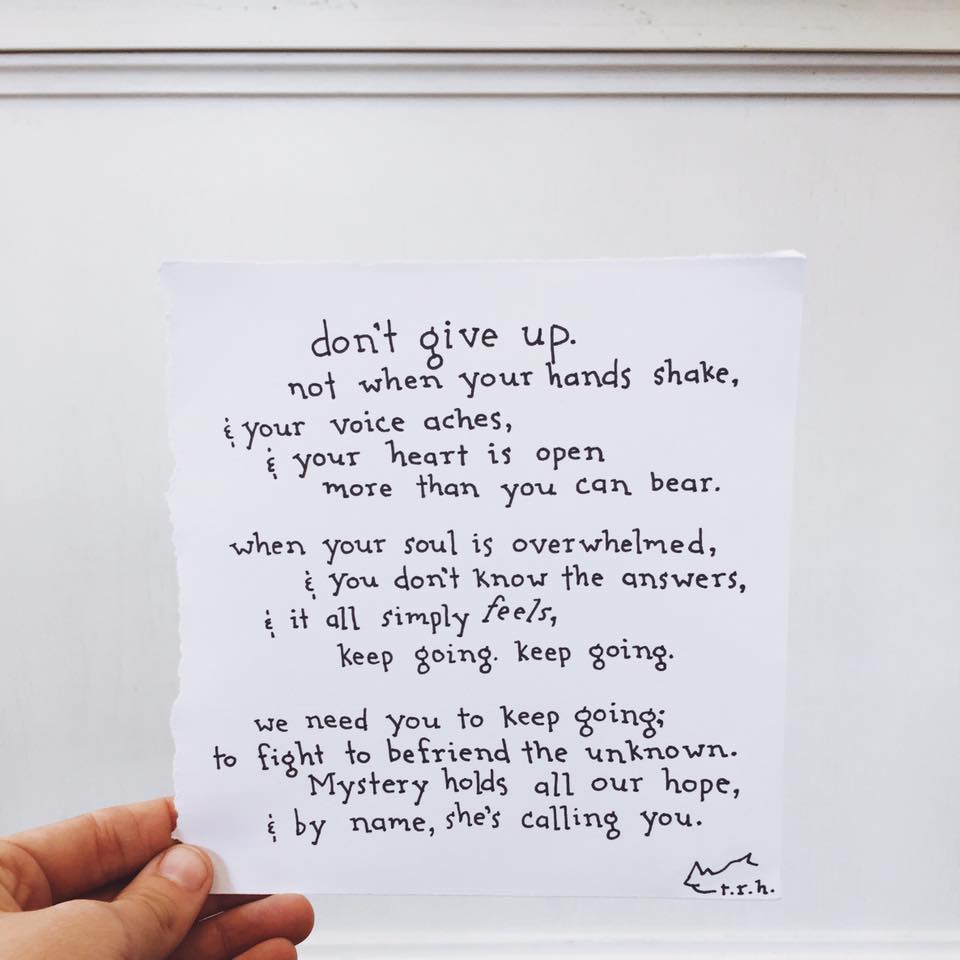 don't give up.
not when your hands shake,
& your voice aches,
& your heart is open
more than you can bear.
when your soul is overwhelmed,
& you don't know the answers,
& it all simply feels,
keep going. keep going.
we need you to keep going;
to fight to befriend the unknown.
Mystery holds all our hope,
& by name, she's calling you.
t.r.h.